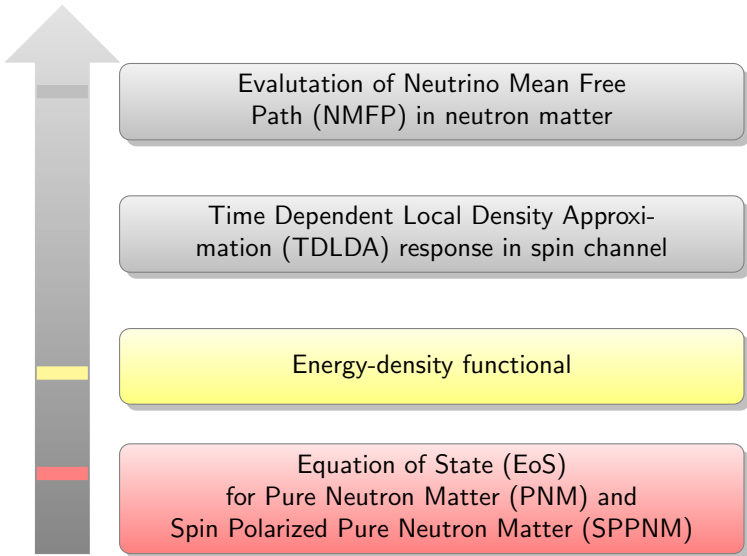 Evalutation of Neutrino Mean Free
Path (NMFP) in neutron matter
Time Dependent Local Density Approxi-
mation (TDLDA) response in spin channel
Energy-density functional
Equation of State (EoS)
for Pure Neutron Matter (PNM) and
Spin Polarized Pure Neutron Matter (SPPNM)